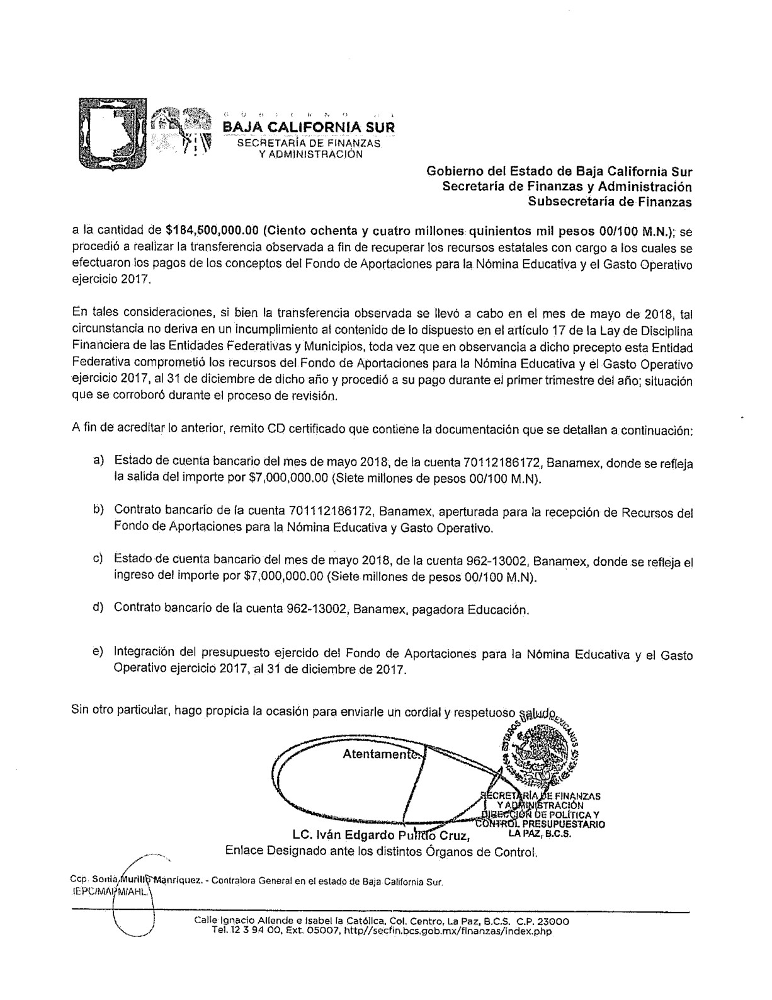 GOBIERNO
BAJA CALIFORNIA SUR
SECRETARÍA DE FINANZAS
Y ADMINISTRACIÓN
Gobierno del Estado de Baja California Sur
Secretaría de Finanzas y Administración
Subsecretaría de Finanzas
a la cantidad de $184,500,000.00 (Ciento ochenta y cuatro millones quinientos mil pesos 00/100 M.N.); se
procedió a realizar la transferencia observada a fin de recuperar los recursos estatales con cargo a los cuales se
efectuaron los pagos de los conceptos del Fondo de Aportaciones para la Nómina Educativa y el Gasto Operativo
ejercicio 2017.
En tales consideraciones, si bien la transferencia observada se llevó a cabo en el mes de mayo de 2018, tal
circunstancia no deriva en un incumplimiento al contenido de lo dispuesto en el artículo 17 de la Lay de Disciplina
Financiera de las Entidades Federativas y Municipios, toda vez que en observancia a dicho precepto esta Entidad
Federativa comprometió los recursos del Fondo de Aportaciones para la Nómina Educativa y el Gasto Operativo
ejercicio 2017, al 31 de diciembre de dicho año y procedió a su pago durante el primer trimestre del año; situación
que se corroboró durante el proceso de revisión.
A fin de acreditar lo anterior, remito CD certificado que contiene la documentación que se detallan a continuación:
a) Estado de cuenta bancario del mes de mayo 2018, de la cuenta 70112186172, Banamex, donde se refleja
la salida del importe por $7,000,000.00 (Siete millones de pesos 00/100 M.N).
b) Contrato bancario de la cuenta 701112186172, Banamex, aperturada para la recepción de Recursos del
Fondo de Aportaciones para la Nómina Educativa y Gasto Operativo.
c) Estado de cuenta bancario del mes de mayo 2018, de la cuenta 962-13002, Banamex, donde se refleja el
ingreso del importe por $7,000,000.00 (Siete millones de pesos 00/100 M.N).
d) Contrato bancario de la cuenta 962-13002, Banamex, pagadora Educación.
e) Integración del presupuesto ejercido del Fondo de Aportaciones para la Nómina Educativa y el Gasto
Operativo ejercicio 2017, al 31 de diciembre de 2017.
Sin otro particular, hago propicia la ocasión para enviarle un cordial y respetuoso saludo.
Atentamente.
ESTADOS MEXICANOS
SECRETARÍA DE FINANZAS
Y ADMINISTRACIÓN
DIRECCIÓN DE POLÍTICA Y
CONTROL PRESUPUESTARIO
LA PAZ, B.C.S.
LC. Iván Edgardo Pulido Cruz,
Enlace Designado ante los distintos Órganos de Control.
Ccp. Sonia Murillo Manríquez. - Contralora General en el estado de Baja California Sur.
IEPC/MAPM/AHL
Calle Ignacio Allende e Isabel la Católica, Col. Centro, La Paz, B.C.S. C.P. 23000
Tel. 12 3 94 00, Ext. 05007, http//secfin.bcs.gob.mx/finanzas/index.php